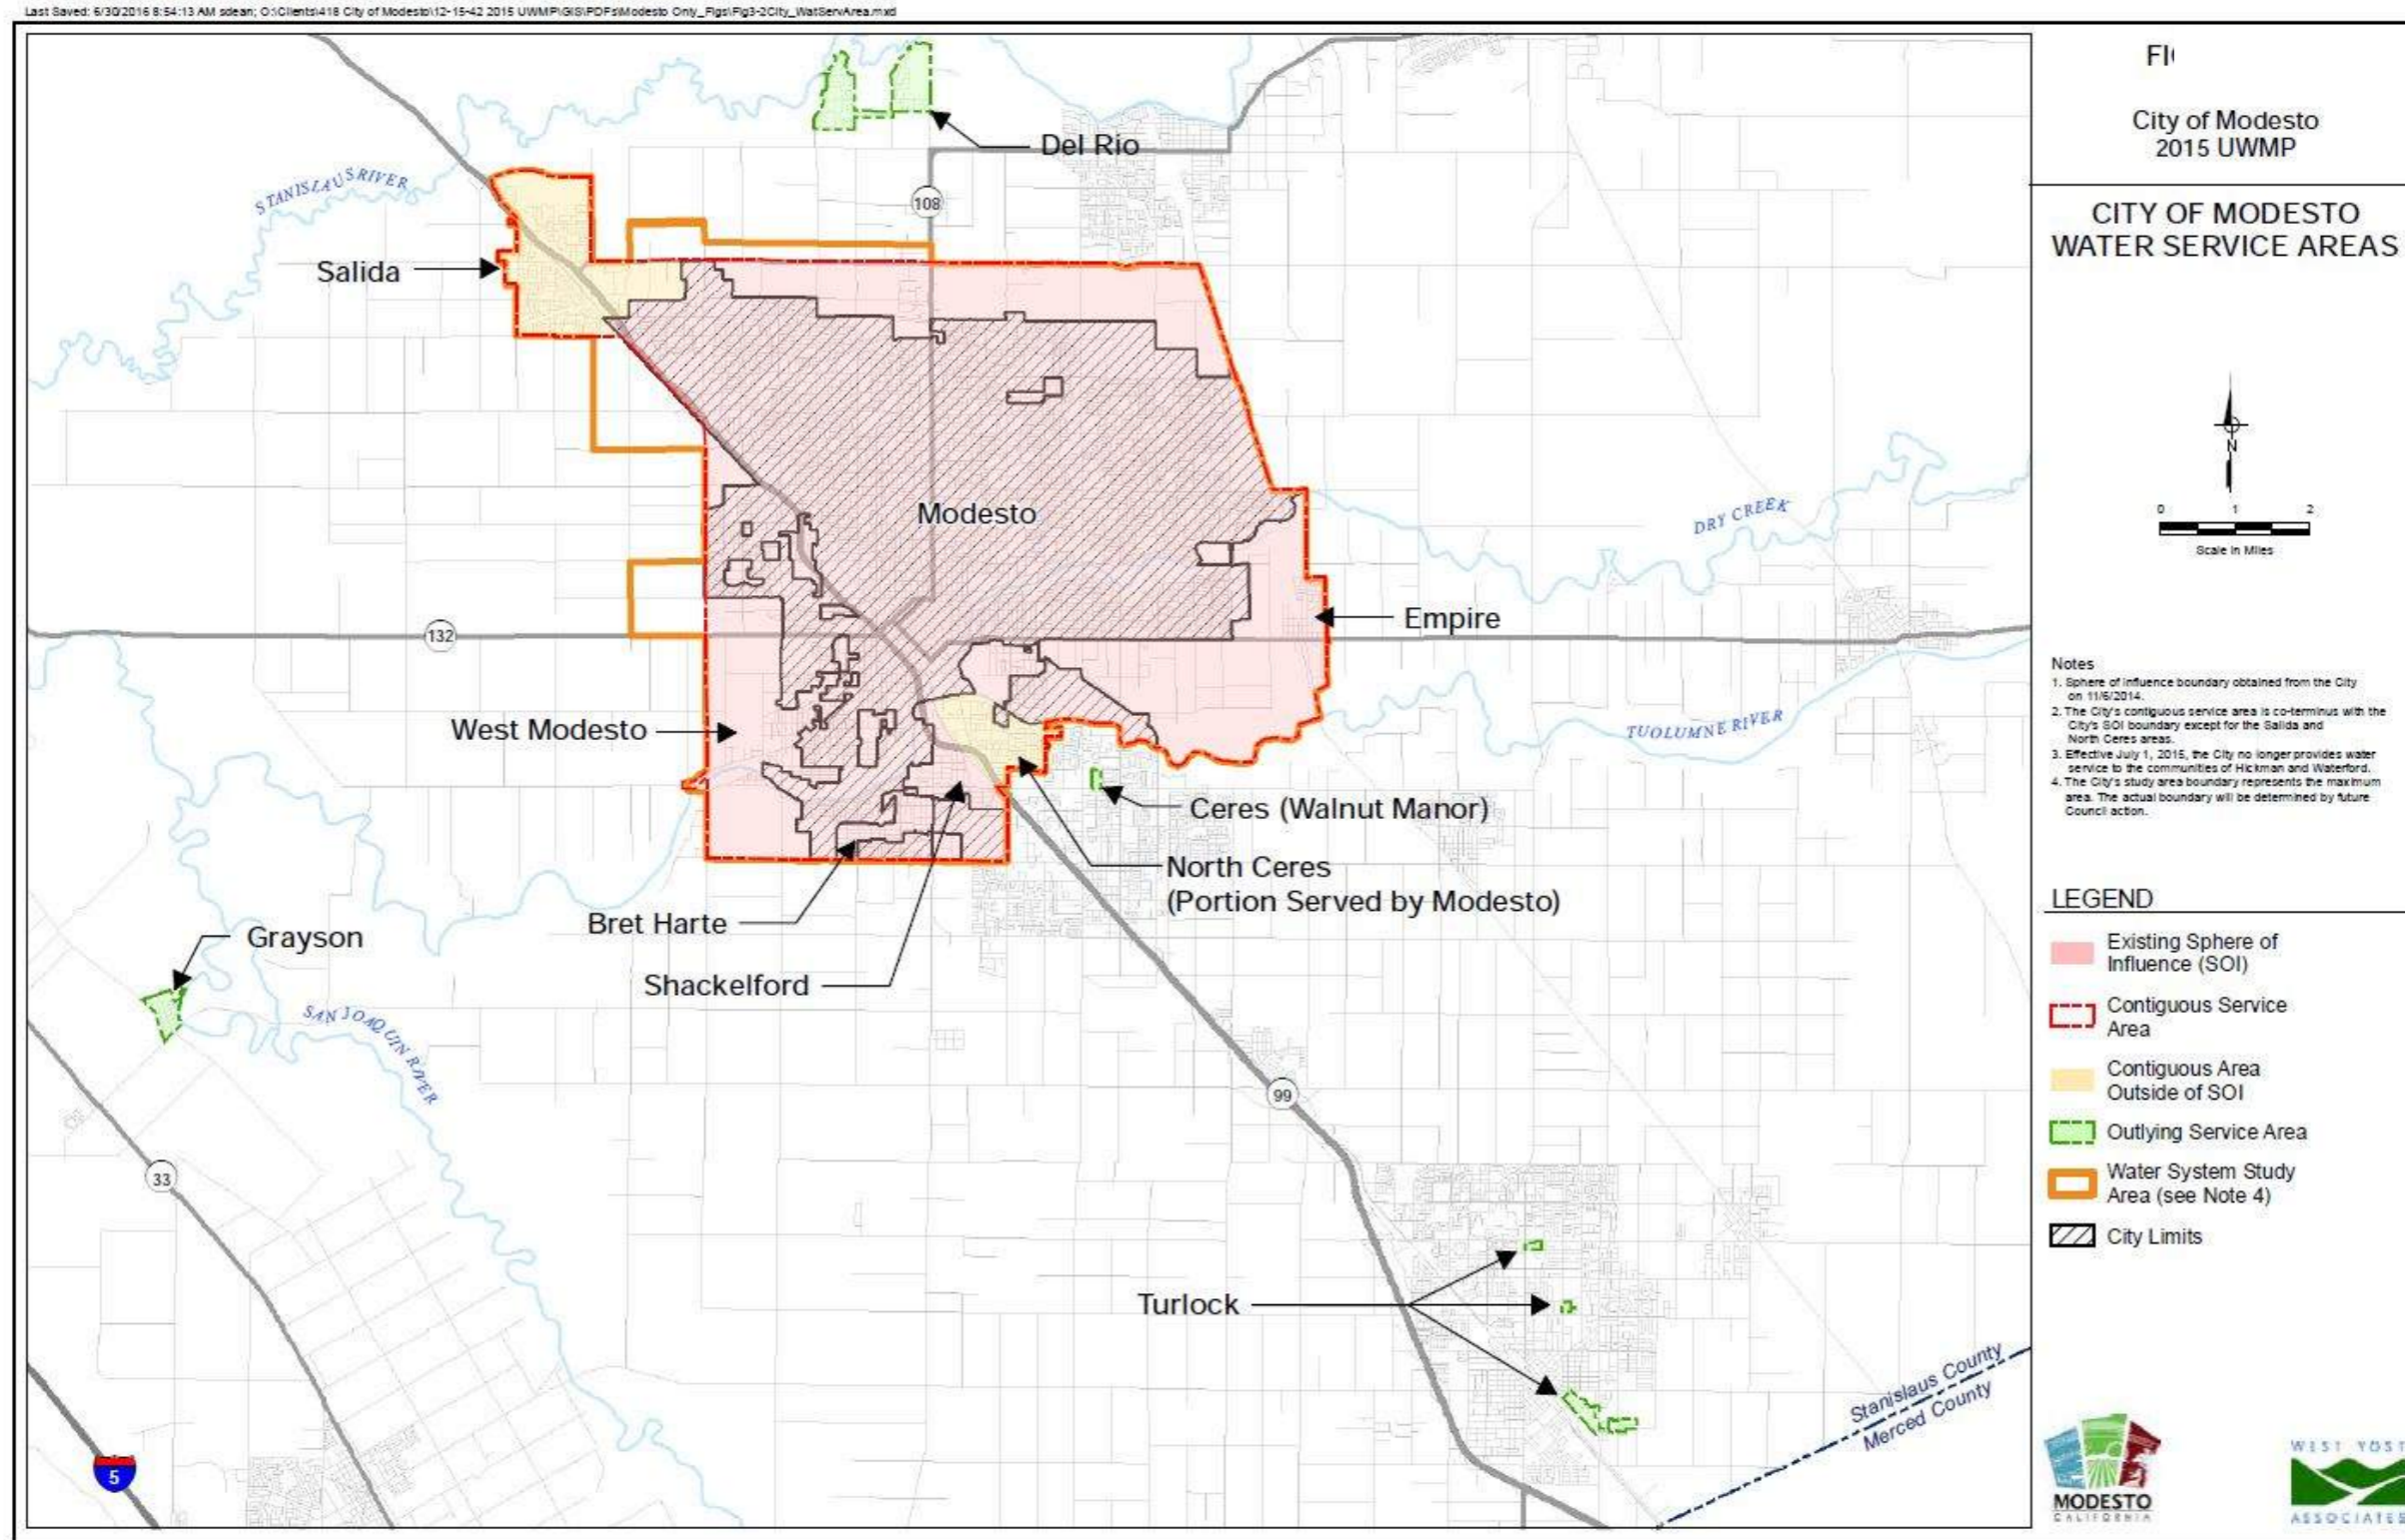 Last Saved: 6/30/2016 8:54:13 AM sdean; O:\Clients\418 City of Modesto\12-15-42 2015 UWMP\GIS\PDFs\Modesto Only_Figs\Fig3-2City_WatServArea.mxd
City of Modesto
2015 UWMP
CITY OF MODESTO
WATER SERVICE AREAS
N
0 1 2
Scale in Miles
Notes
1. Sphere of Influence boundary obtained from the City
on 11/6/2014.
2. The City's contiguous service area is co-terminus with the
City's SOI boundary except for the Salida and
North Ceres areas.
3. Effective July 1, 2015, the City no longer provides water
service to the communities of Hickman and Waterford.
4. The City's study area boundary represents the maximum
area. The actual boundary will be determined by future
Council action.
LEGEND
Existing Sphere of
Influence (SOI)
Contiguous Service
Area
Contiguous Area
Outside of SOI
Outlying Service Area
Water System Study
Area (see Note 4)
City Limits
MODESTO
CALIFORNIA
WEST YOST
Del Rio
STANISLAUS RIVER
108
Salida
Modesto
DRY CREEK
Empire
132
West Modesto
TUOLUMNE RIVER
Ceres (Walnut Manor)
North Ceres
(Portion Served by Modesto)
Bret Harte
Grayson
Shackelford
SAN JOAQUIN RIVER
99
33
Turlock
Stanislaus County
Merced County
5